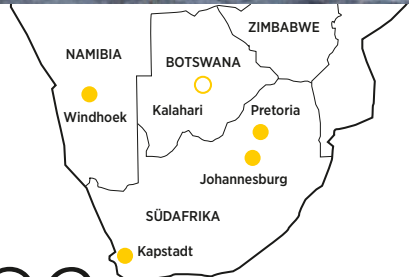 ZIMBABWE
NAMIBIA
BOTSWANA
Kalahari
Pretoria
Windhoek
Johannesburg
SÜDAFRIKA
Kapstadt